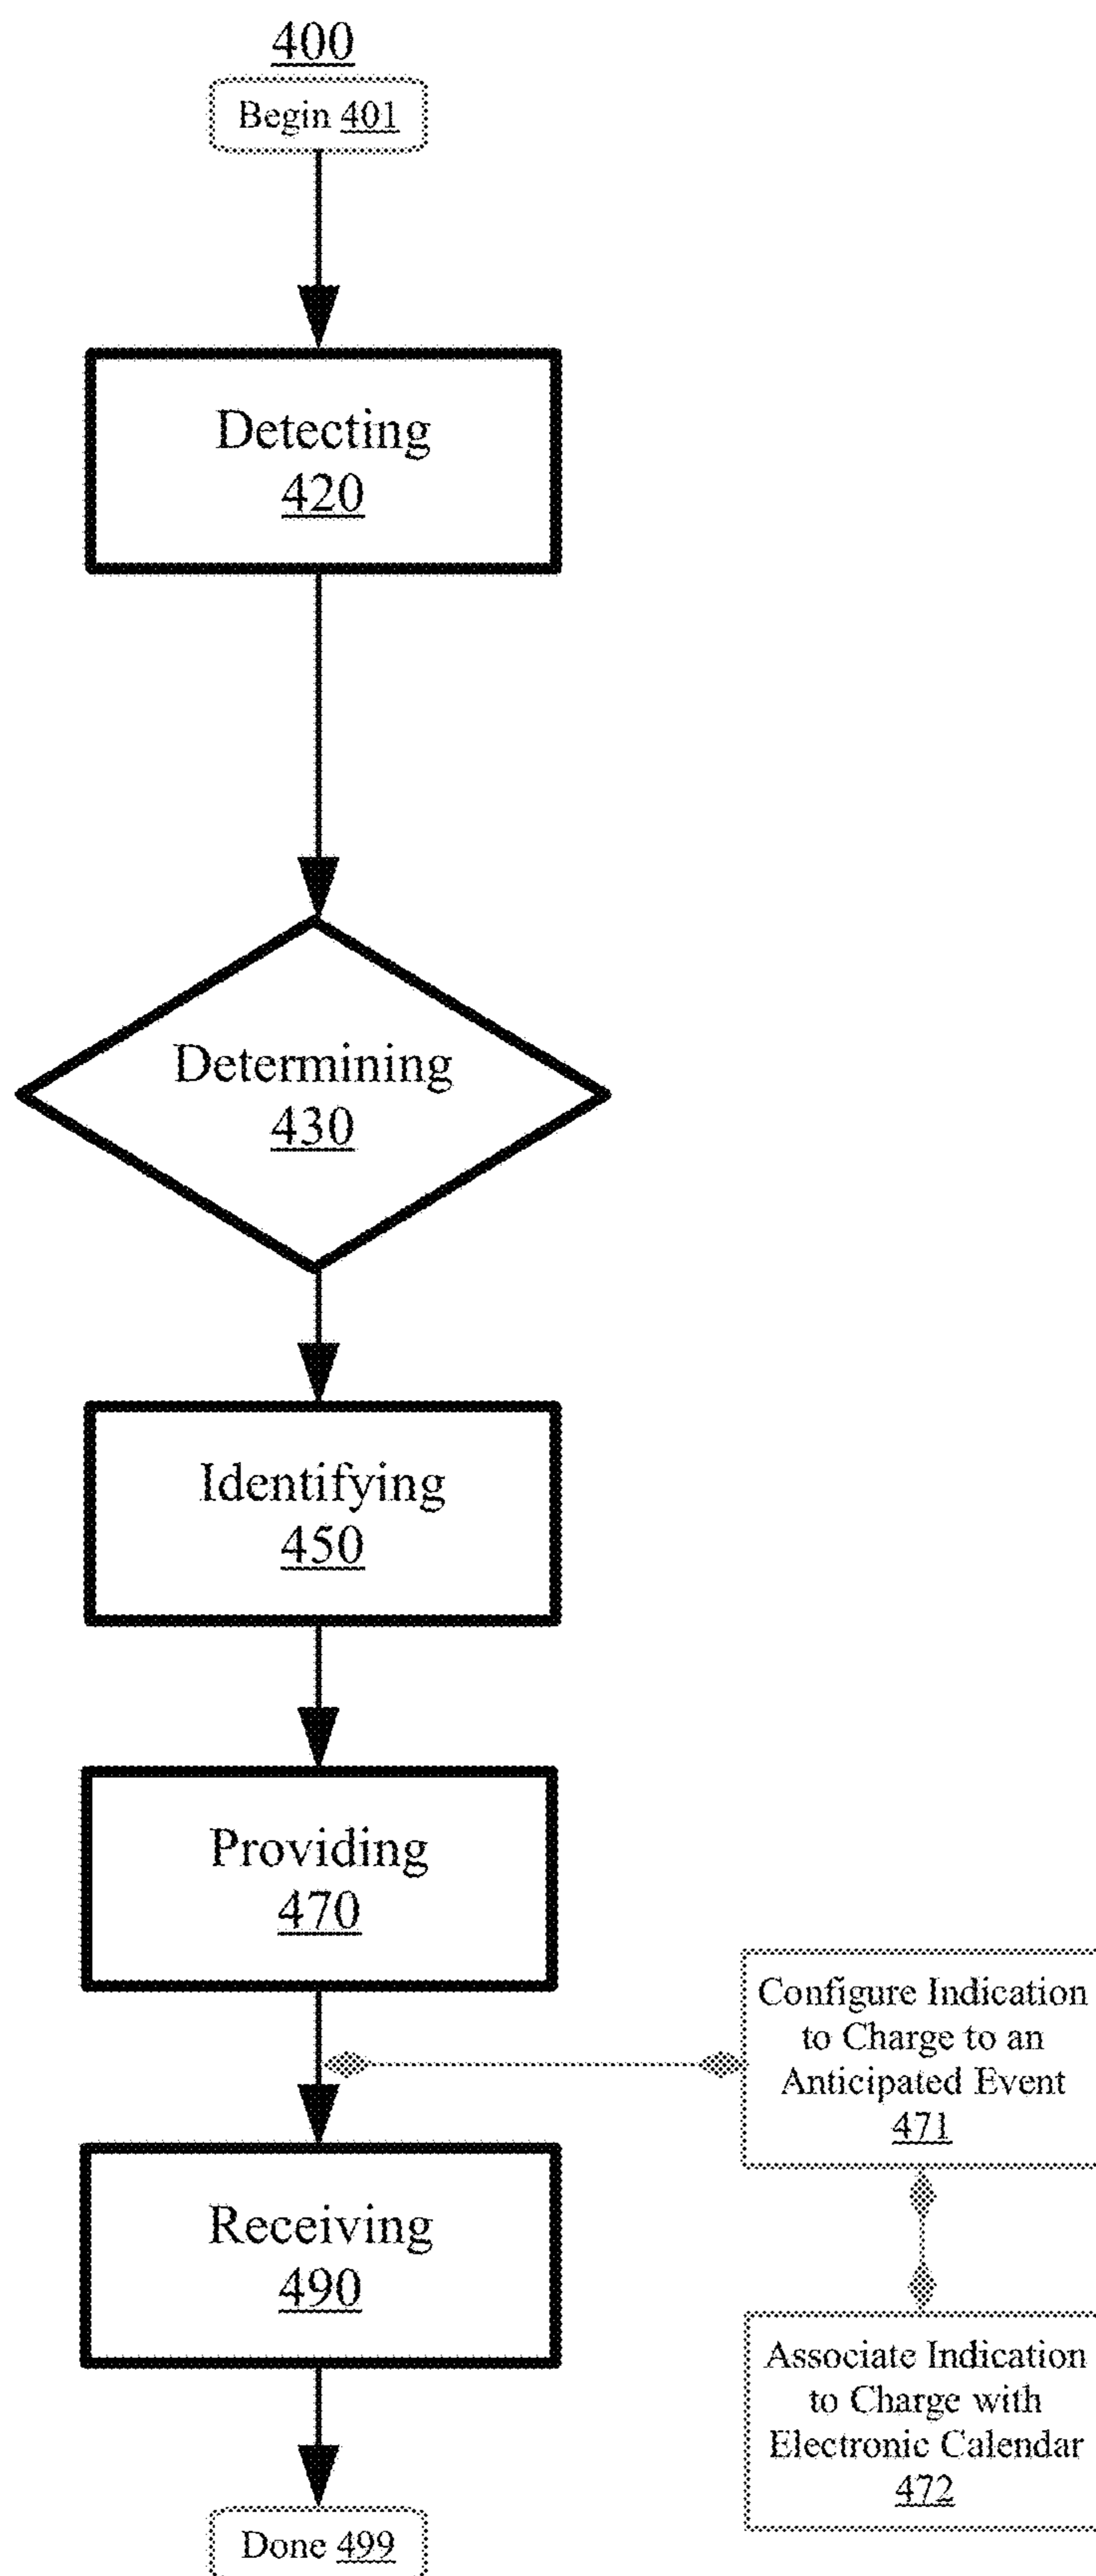 400
Begin 401
Detecting
420
Determining
430
Identifying
450
Providing
470
Configure Indication
to Charge to an
Anticipated Event
471
Receiving
490
Associate Indication
to Charge with
Electronic Calendar
472
Done 499